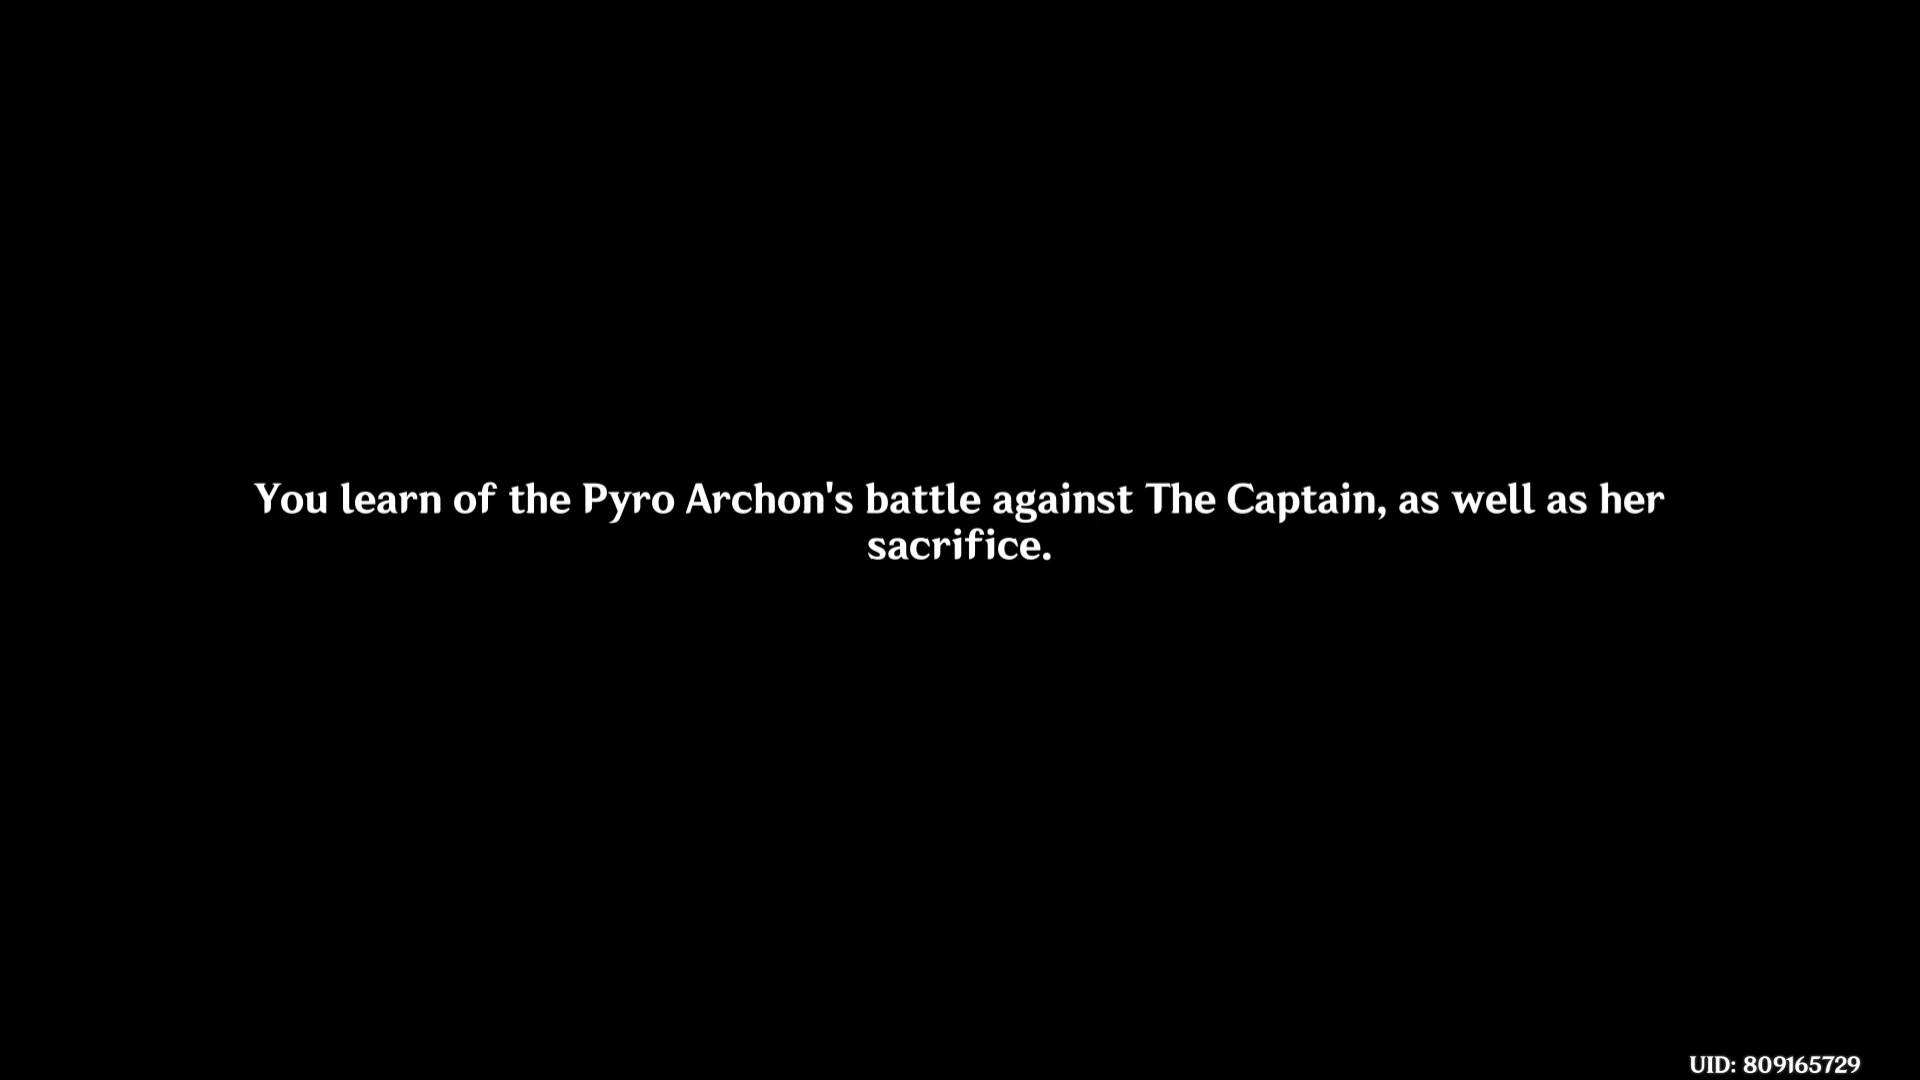 You learn of the Pyro Archon's battle against The Captain, as well as her
sacrifice.
UID: 809165729